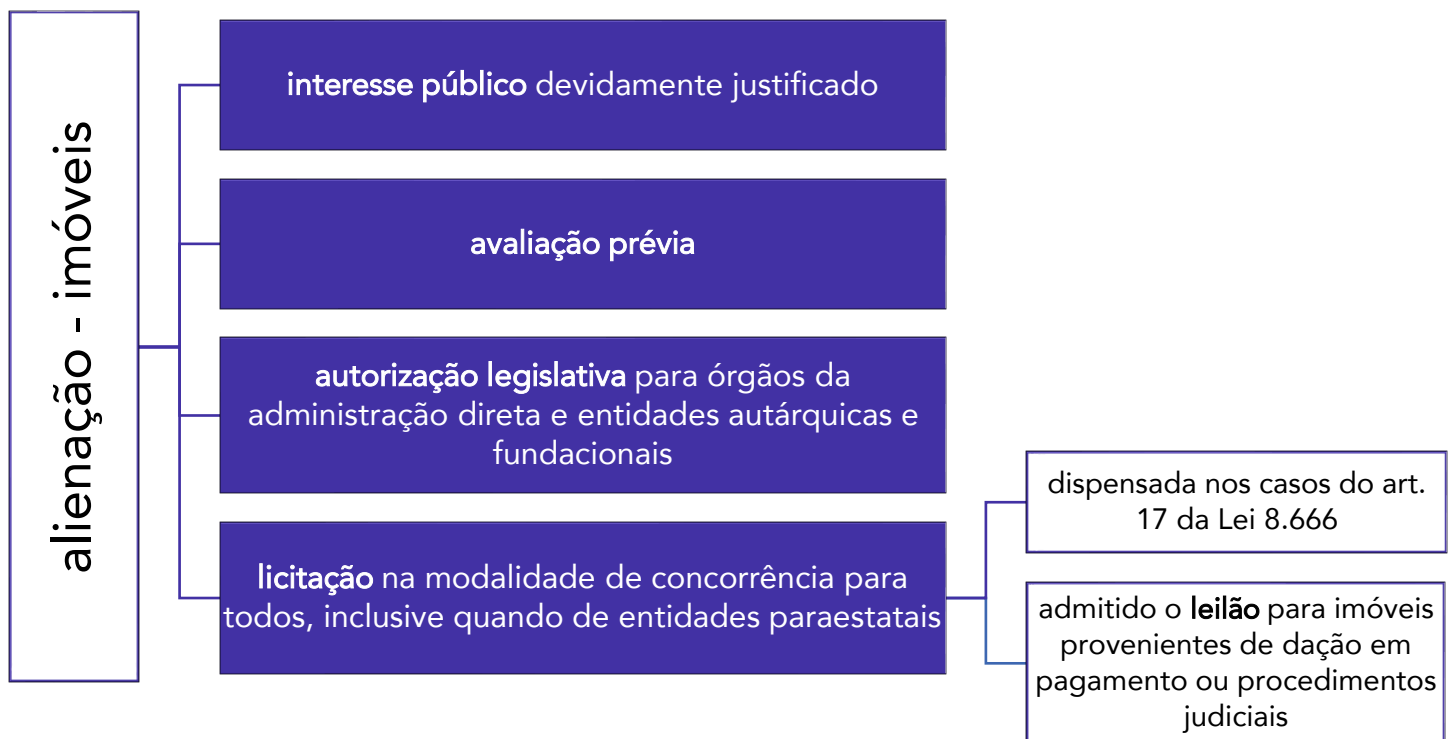 alienação - imóveis
interesse público devidamente justificado
avaliação prévia
autorização legislativa para órgãos da
administração direta e entidades autárquicas e
fundacionais
licitação na modalidade de concorrência para
todos, inclusive quando de entidades paraestatais
dispensada nos casos do art.
17 da Lei 8.666
admitido o leilão para imóveis
provenientes de dação em
pagamento ou procedimentos
judiciais